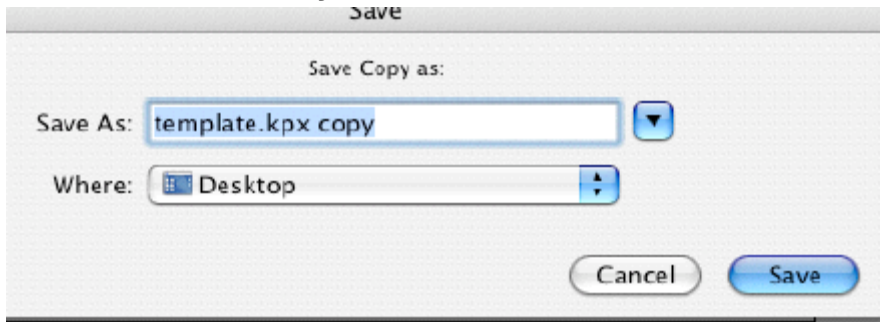 Save
Save Copy as:
Save As: template.kpx copy
Where: Desktop
Cancel Save